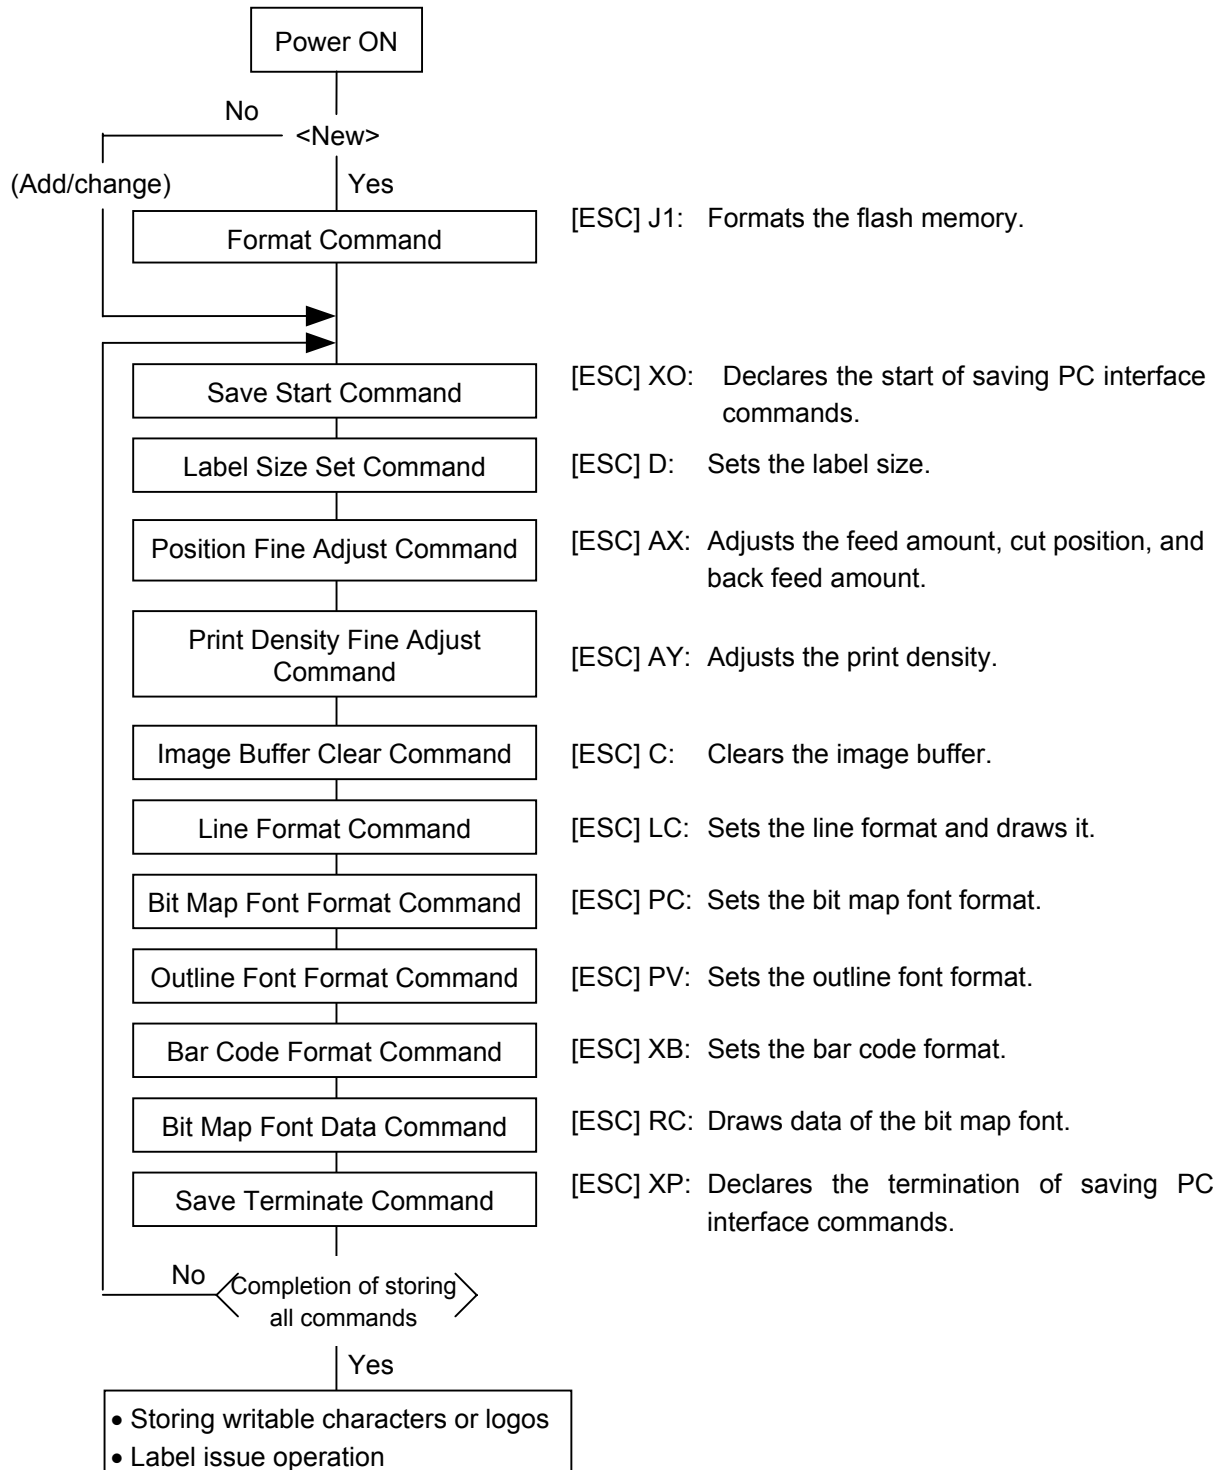 Power ON
No
<New>
(Add/change)
Yes
Format Command
[ESC] J1: Formats the flash memory.
Save Start Command
[ESC] XO: Declares the start of saving PC interface
commands.
Label Size Set Command
[ESC] D: Sets the label size.
Position Fine Adjust Command
[ESC] AX: Adjusts the feed amount, cut position, and
back feed amount.
Print Density Fine Adjust
Command
[ESC] AY: Adjusts the print density.
Image Buffer Clear Command
[ESC] C: Clears the image buffer.
Line Format Command
[ESC] LC: Sets the line format and draws it.
Bit Map Font Format Command
[ESC] PC: Sets the bit map font format.
Outline Font Format Command
[ESC] PV: Sets the outline font format.
Bar Code Format Command
[ESC] XB: Sets the bar code format.
Bit Map Font Data Command
[ESC] RC: Draws data of the bit map font.
Save Terminate Command
[ESC] XP: Declares the termination of saving PC
interface commands.
No
Completion of storing
all commands
Yes
• Storing writable characters or logos
• Label issue operation